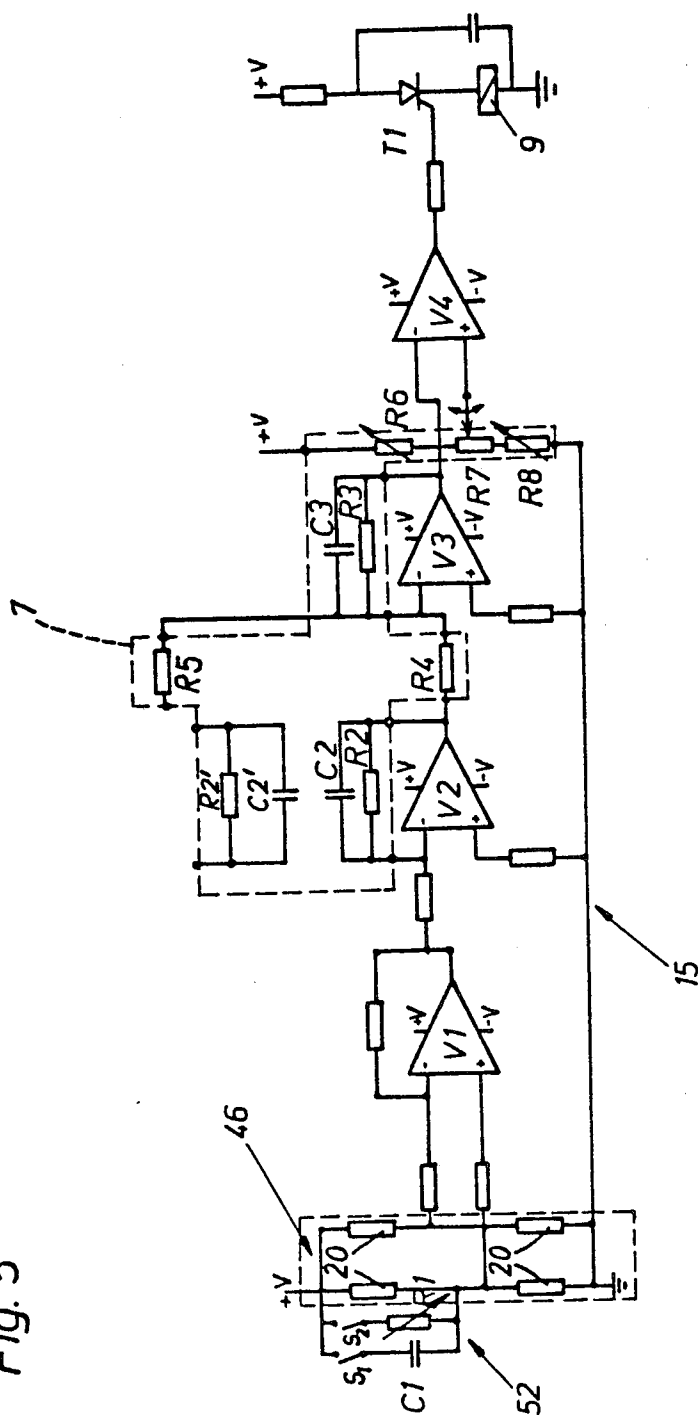 Fig. 5
46
+V
20
20
S1
S2
1
C1
52
V1
-
+
+V
-V
15
7
R5
R2'
C2'
C2
R2
V2
-
+
+V
-V
R4
C3
R3
V3
-
+
+V
-V
+V
R6
R7
R8
V4
-
+
+V
-V
T1
+V
9